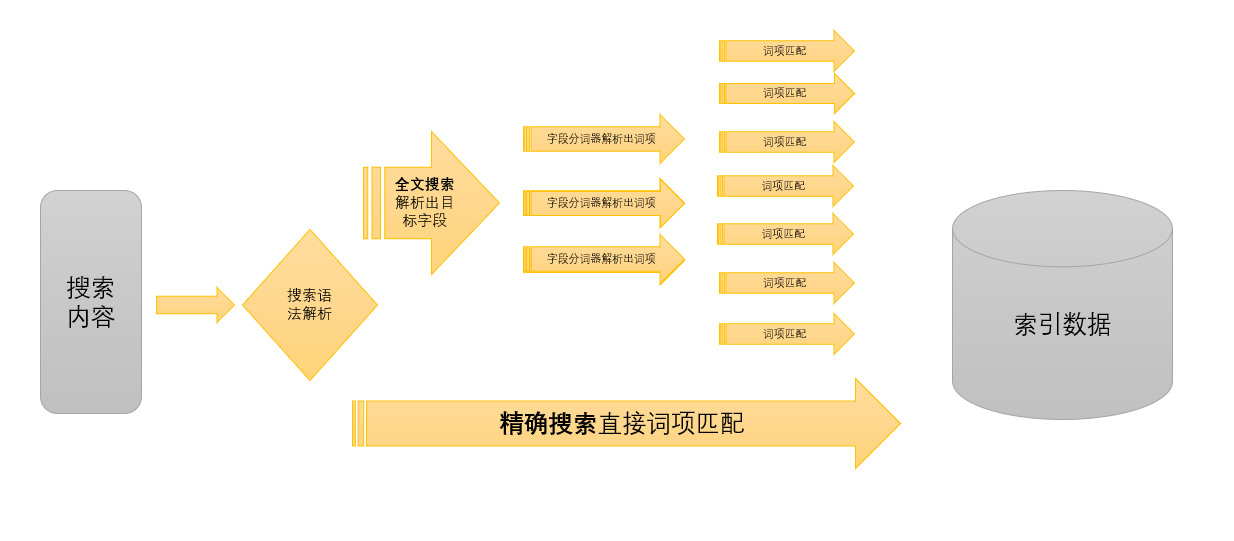 搜索
内容
搜索语
法解析
全文搜索
解析出目
标字段
字段分词器解析出词项
字段分词器解析出词项
字段分词器解析出词项
词项匹配
词项匹配
词项匹配
词项匹配
词项匹配
词项匹配
词项匹配
精确搜索直接词项匹配
索引数据